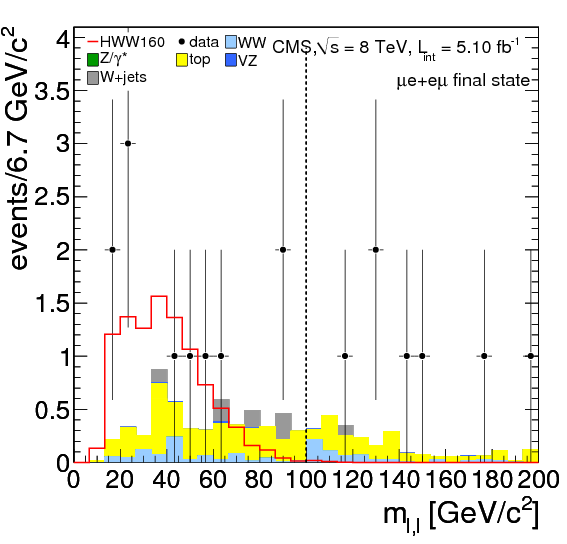 HWW160 data WW CMS,√s = 8 TeV, L_int = 5.10 fb⁻¹
Z/γ* top VZ
W+jets
μe+eμ final state
events/6.7 GeV/c²
4
3.5
3
2.5
2
1.5
1
0.5
0
0 20 40 60 80 100 120 140 160 180 200
m_l,l [GeV/c²]